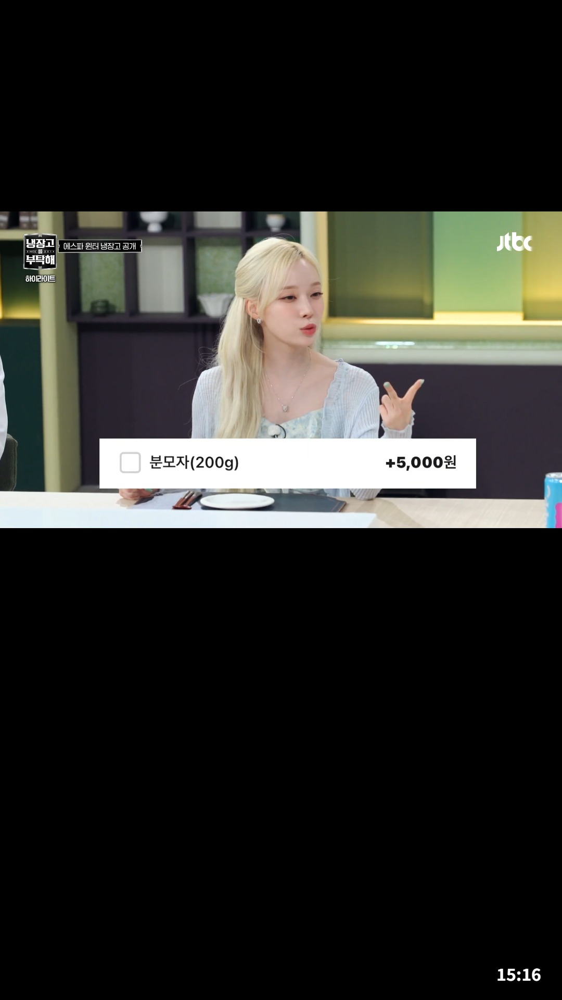 냉장고
를
부탁해
하이라이트
에스파 윈터 냉장고 공개
jtbc
분모자(200g) +5,000원
15:16